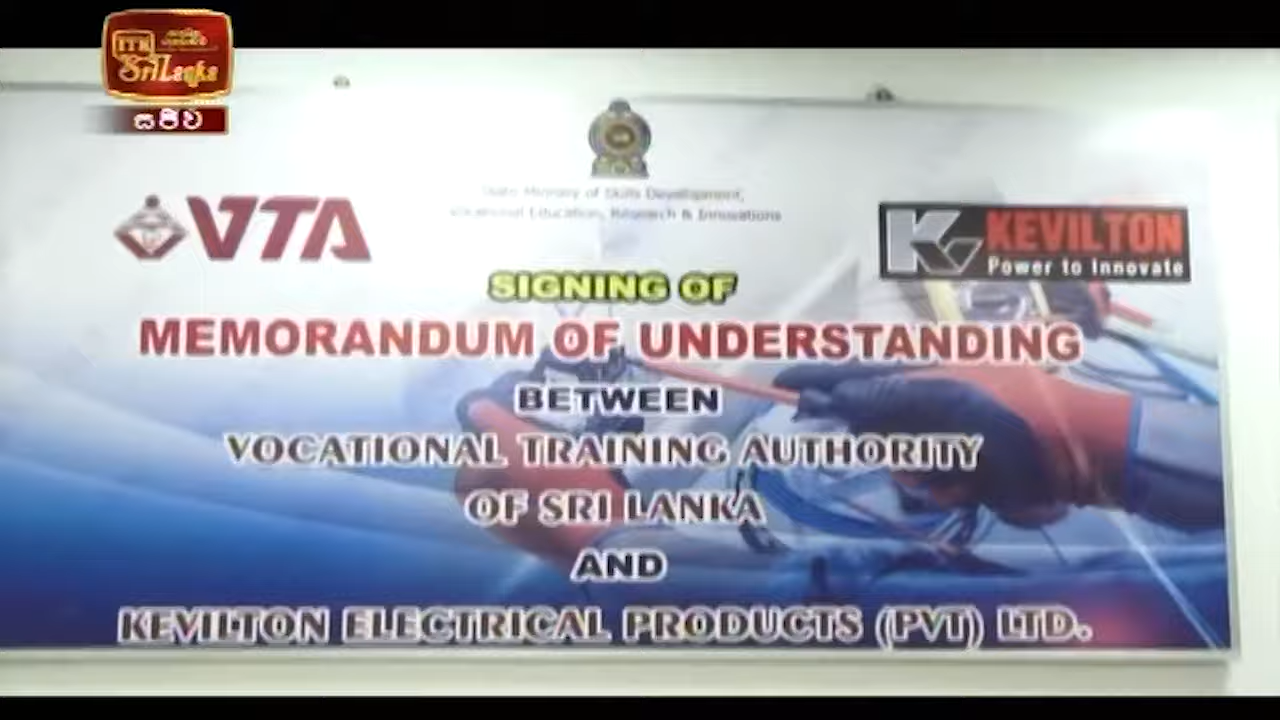 ITN
Sri Lanka
සජිව
VTA
State Ministry of Skills Development,
Vocational Education, Research & Innovations
KEVILTON
Power to Innovate
SIGNING OF
MEMORANDUM OF UNDERSTANDING
BETWEEN
VOCATIONAL TRAINING AUTHORITY
OF SRI LANKA
AND
KEVILTON ELECTRICAL PRODUCTS (PVT) LTD.